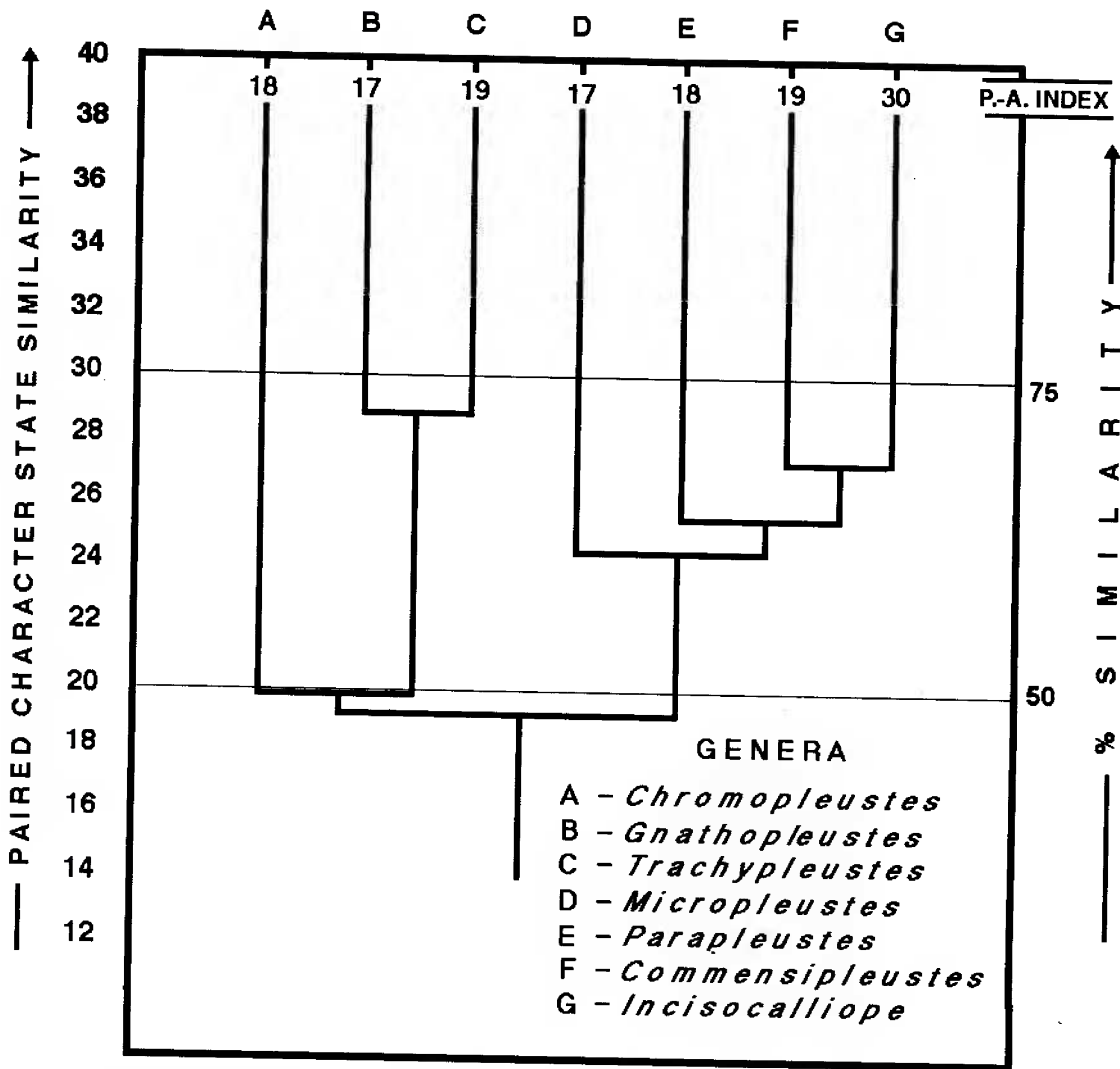 A B C D E F G
40
18 17 19 17 18 19 30 P.-A. INDEX
38
36
34
32
30
75
28
26
24
22
20
50
18
16
14
12
PAIRED CHARACTER STATE SIMILARITY
% SIMILARITY
GENERA
A – Chromopleustes
B – Gnathopleustes
C – Trachypleustes
D – Micropleustes
E – Parapleustes
F – Commensipleustes
G – Incisocalliope